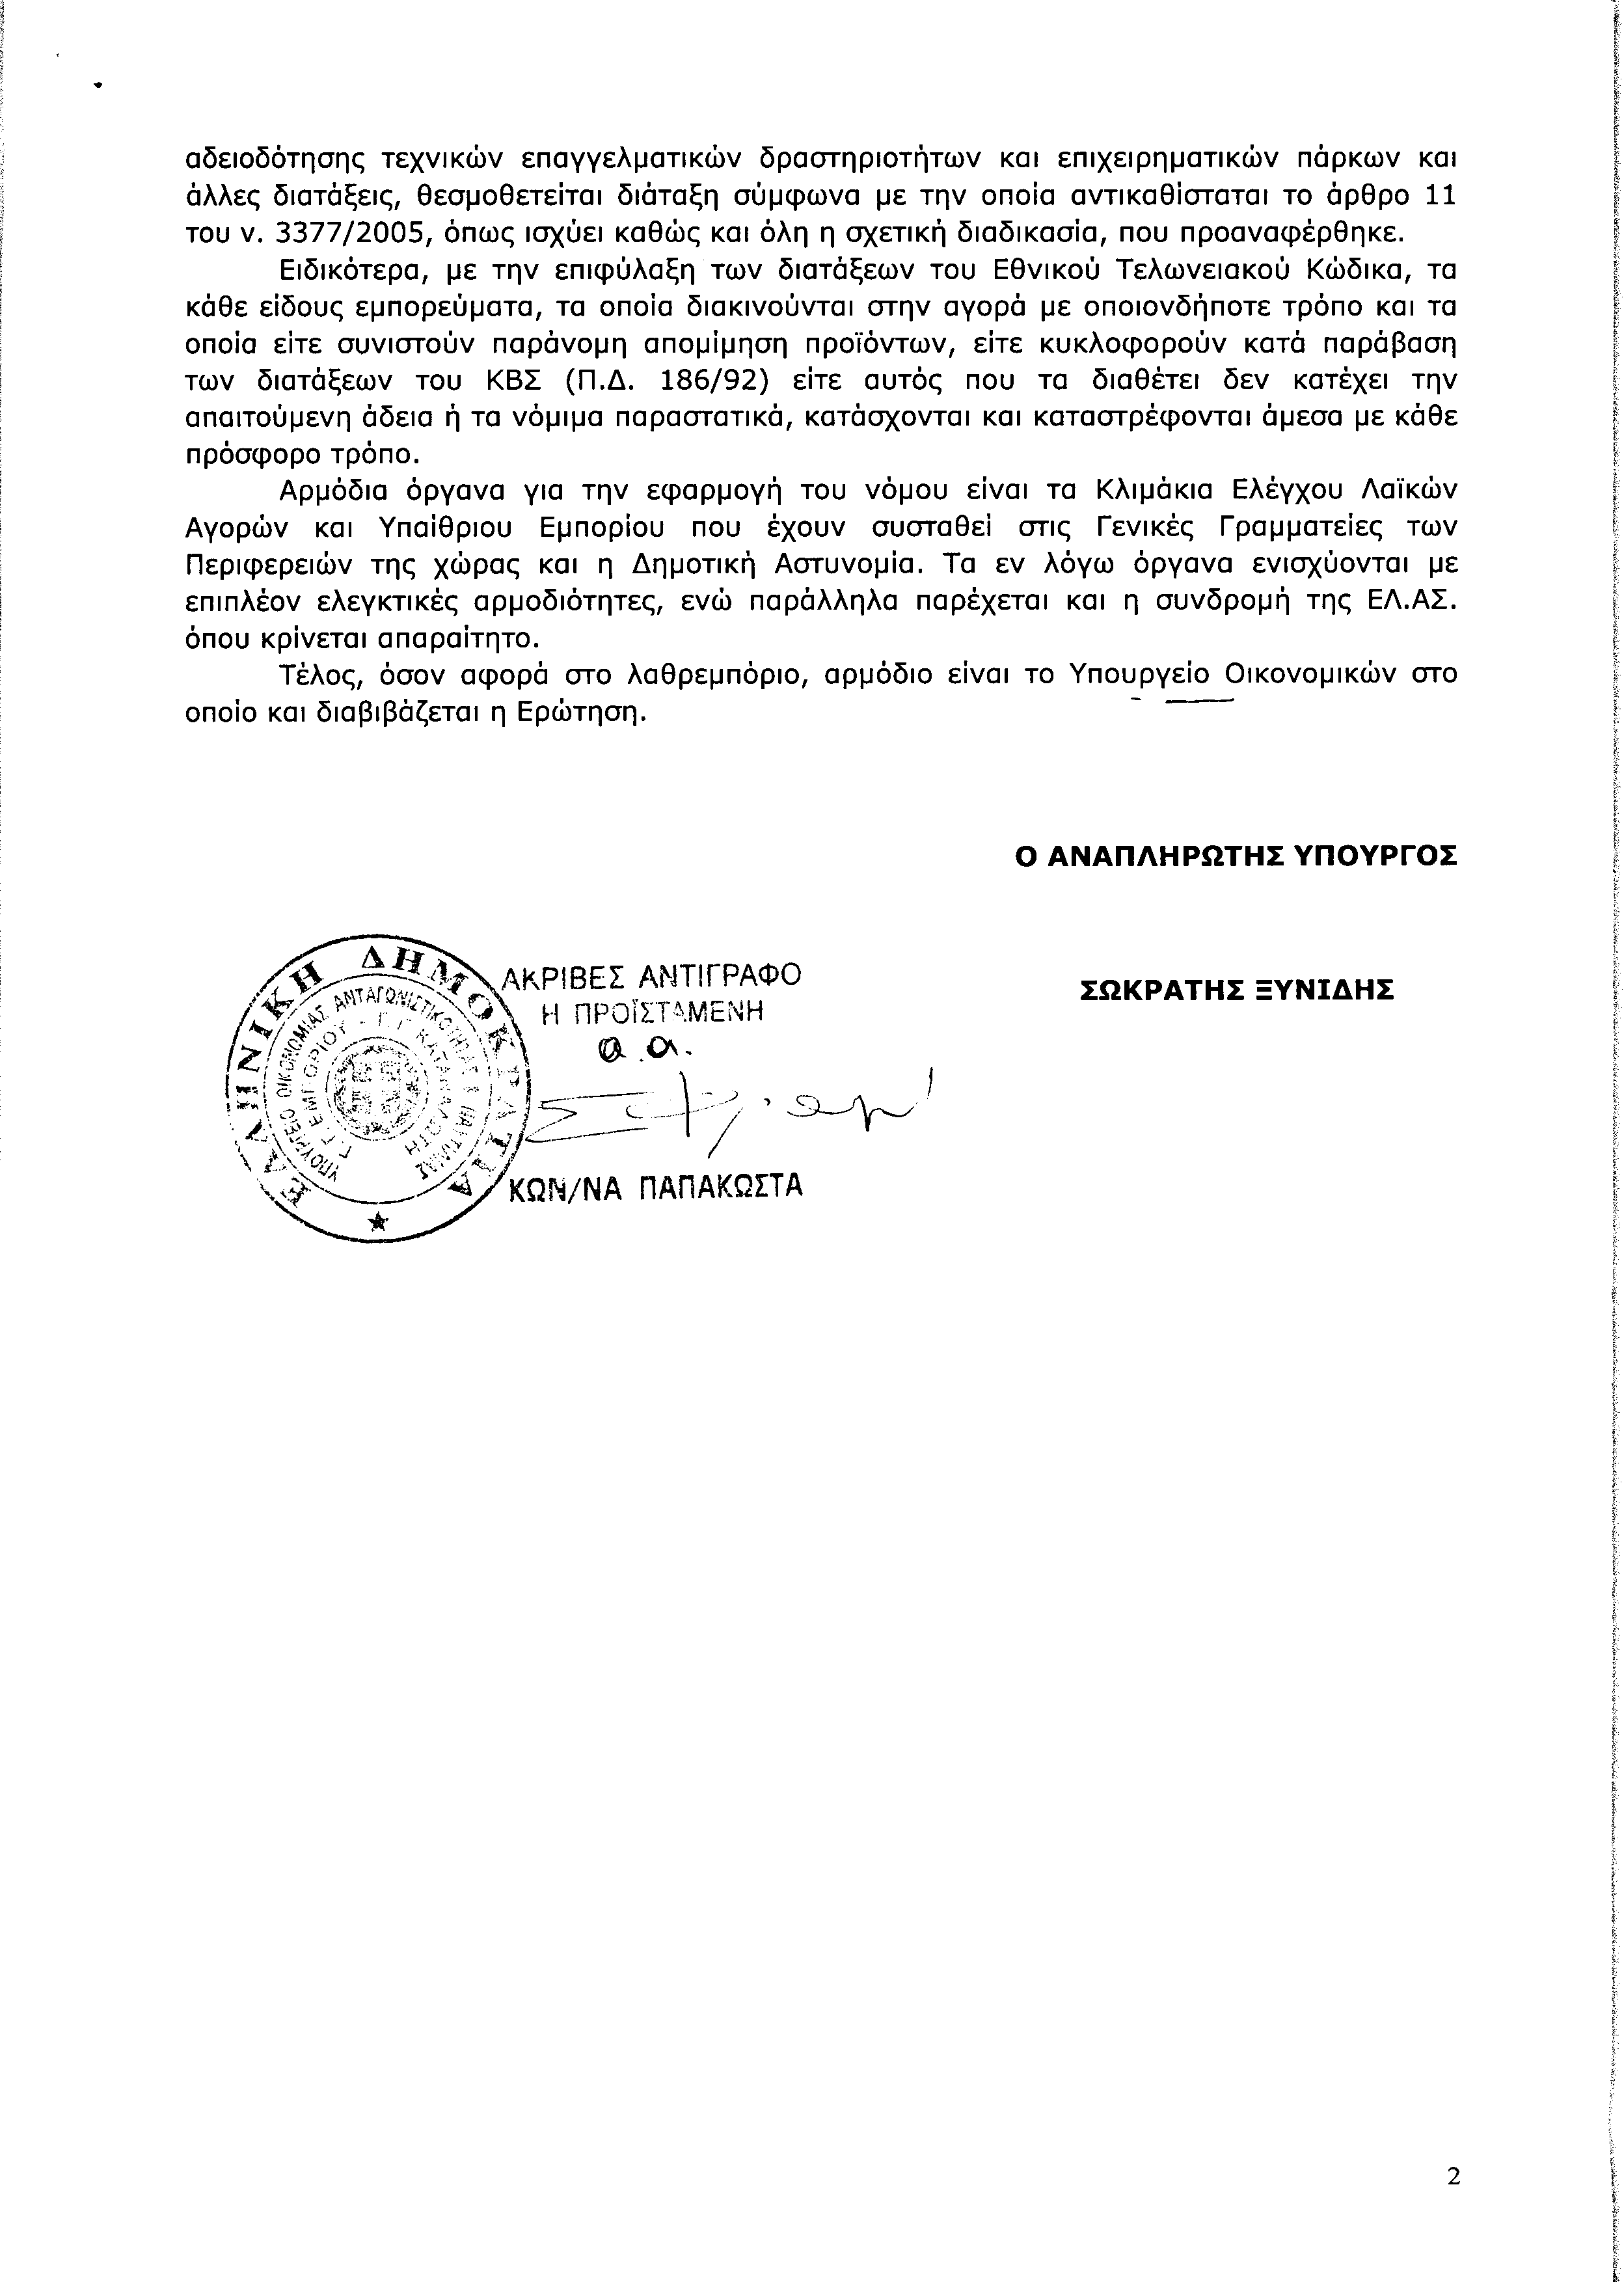 αδειοδότησης τεχνικών επαγγελματικών δραστηριοτήτων και επιχειρηματικών πάρκων και
άλλες διατάξεις, θεσμοθετείται διάταξη σύμφωνα με την οποία αντικαθίσταται το άρθρο 11
του ν. 3377/2005, όπως ισχύει καθώς και όλη η σχετική διαδικασία, που προαναφέρθηκε.
Ειδικότερα, με την επιφύλαξη των διατάξεων του Εθνικού Τελωνειακού Κώδικα, τα
κάθε είδους εμπορεύματα, τα οποία διακινούνται στην αγορά με οποιονδήποτε τρόπο και τα
οποία είτε συνιστούν παράνομη απομίμηση προϊόντων, είτε κυκλοφορούν κατά παράβαση
των διατάξεων του ΚΒΣ (Π.Δ. 186/92) είτε αυτός που τα διαθέτει δεν κατέχει την
απαιτούμενη άδεια ή τα νόμιμα παραστατικά, κατάσχονται και καταστρέφονται άμεσα με κάθε
πρόσφορο τρόπο.
Αρμόδια όργανα για την εφαρμογή του νόμου είναι τα Κλιμάκια Ελέγχου Λαϊκών
Αγορών και Υπαίθριου Εμπορίου που έχουν συσταθεί στις Γενικές Γραμματείες των
Περιφερειών της χώρας και η Δημοτική Αστυνομία. Τα εν λόγω όργανα ενισχύονται με
επιπλέον ελεγκτικές αρμοδιότητες, ενώ παράλληλα παρέχεται και η συνδρομή της ΕΛ.ΑΣ.
όπου κρίνεται απαραίτητο.
Τέλος, όσον αφορά στο λαθρεμπόριο, αρμόδιο είναι το Υπουργείο Οικονομικών στο
οποίο και διαβιβάζεται η Ερώτηση.
Ο ΑΝΑΠΛΗΡΩΤΗΣ ΥΠΟΥΡΓΟΣ
ΣΩΚΡΑΤΗΣ ΞΥΝΙΔΗΣ
ΕΛΛΗΝΙΚΗ ΔΗΜΟΚΡΑΤΙΑ
ΥΠΟΥΡΓΕΙΟ ΟΙΚΟΝΟΜΙΑΣ ΑΝΤΑΓΩΝΙΣΤΙΚΟΤΗΤΑΣ
ΑΚΡΙΒΕΣ ΑΝΤΙΓΡΑΦΟ
Η ΠΡΟΪΣΤΑΜΕΝΗ
α.α.
ΚΩΝ/ΝΑ ΠΑΠΑΚΩΣΤΑ
2